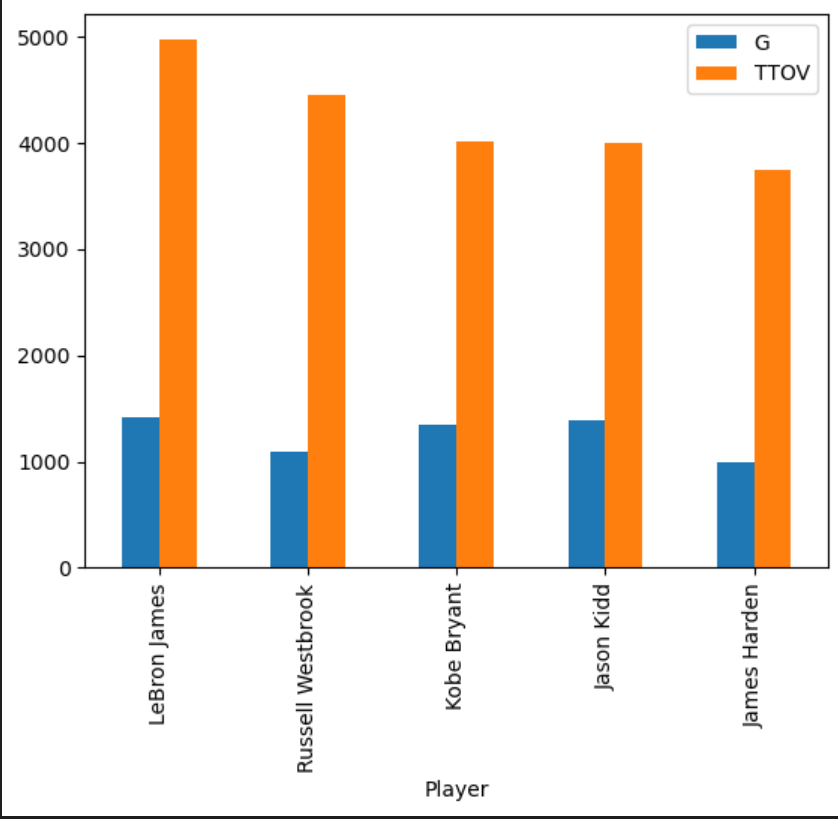 G
TTOV
5000
4000
3000
2000
1000
0
LeBron James
Russell Westbrook
Kobe Bryant
Jason Kidd
James Harden
Player